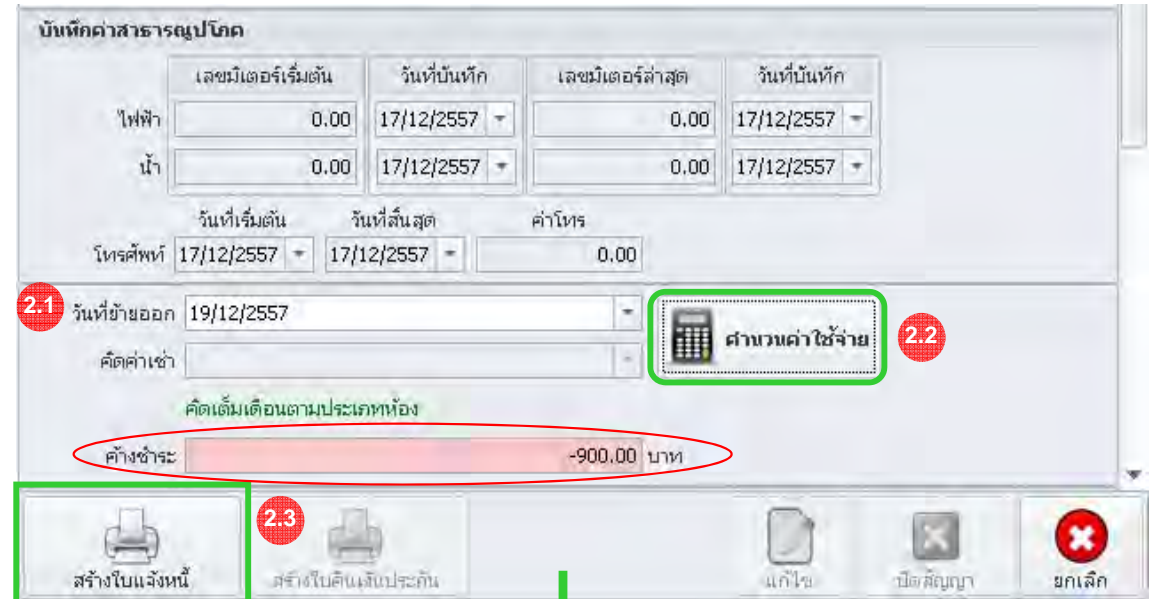 บันทึกค่าสาธารณูปโภค
เลขมิเตอร์เริ่มต้น วันที่บันทึก เลขมิเตอร์ล่าสุด วันที่บันทึก
ไฟฟ้า 0.00 17/12/2557 0.00 17/12/2557
น้ำ 0.00 17/12/2557 0.00 17/12/2557
วันที่เริ่มต้น วันที่สิ้นสุด ค่าโทร
โทรศัพท์ 17/12/2557 17/12/2557 0.00
2.1 วันที่ย้ายออก 19/12/2557 คำนวนค่าใช้จ่าย 2.2
คิดค่าเช่า
คิดเต็มเดือนตามประเภทห้อง
ค้างชำระ -900.00 บาท
2.3
สร้างใบแจ้งหนี้ สร้างใบคืนเงินประกัน แก้ไข ปิดสัญญา ยกเลิก